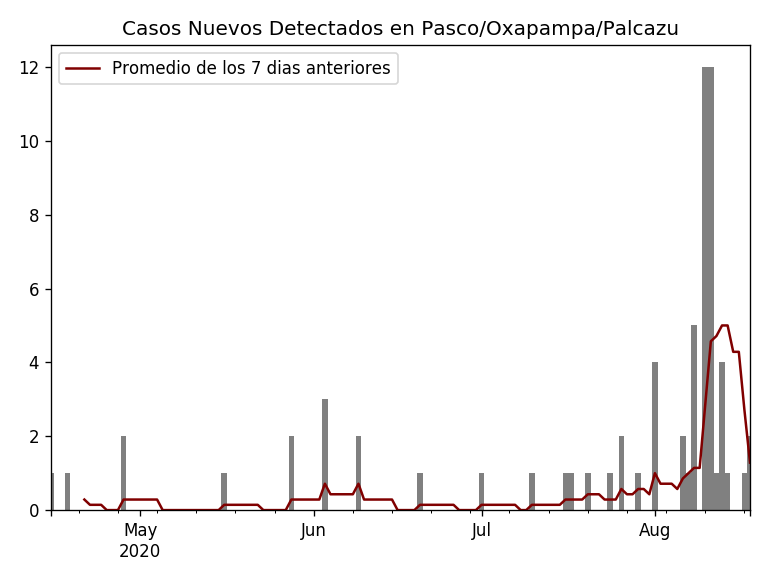 Casos Nuevos Detectados en Pasco/Oxapampa/Palcazu
Promedio de los 7 dias anteriores
12
10
8
6
4
2
0
May Jun Jul Aug
2020